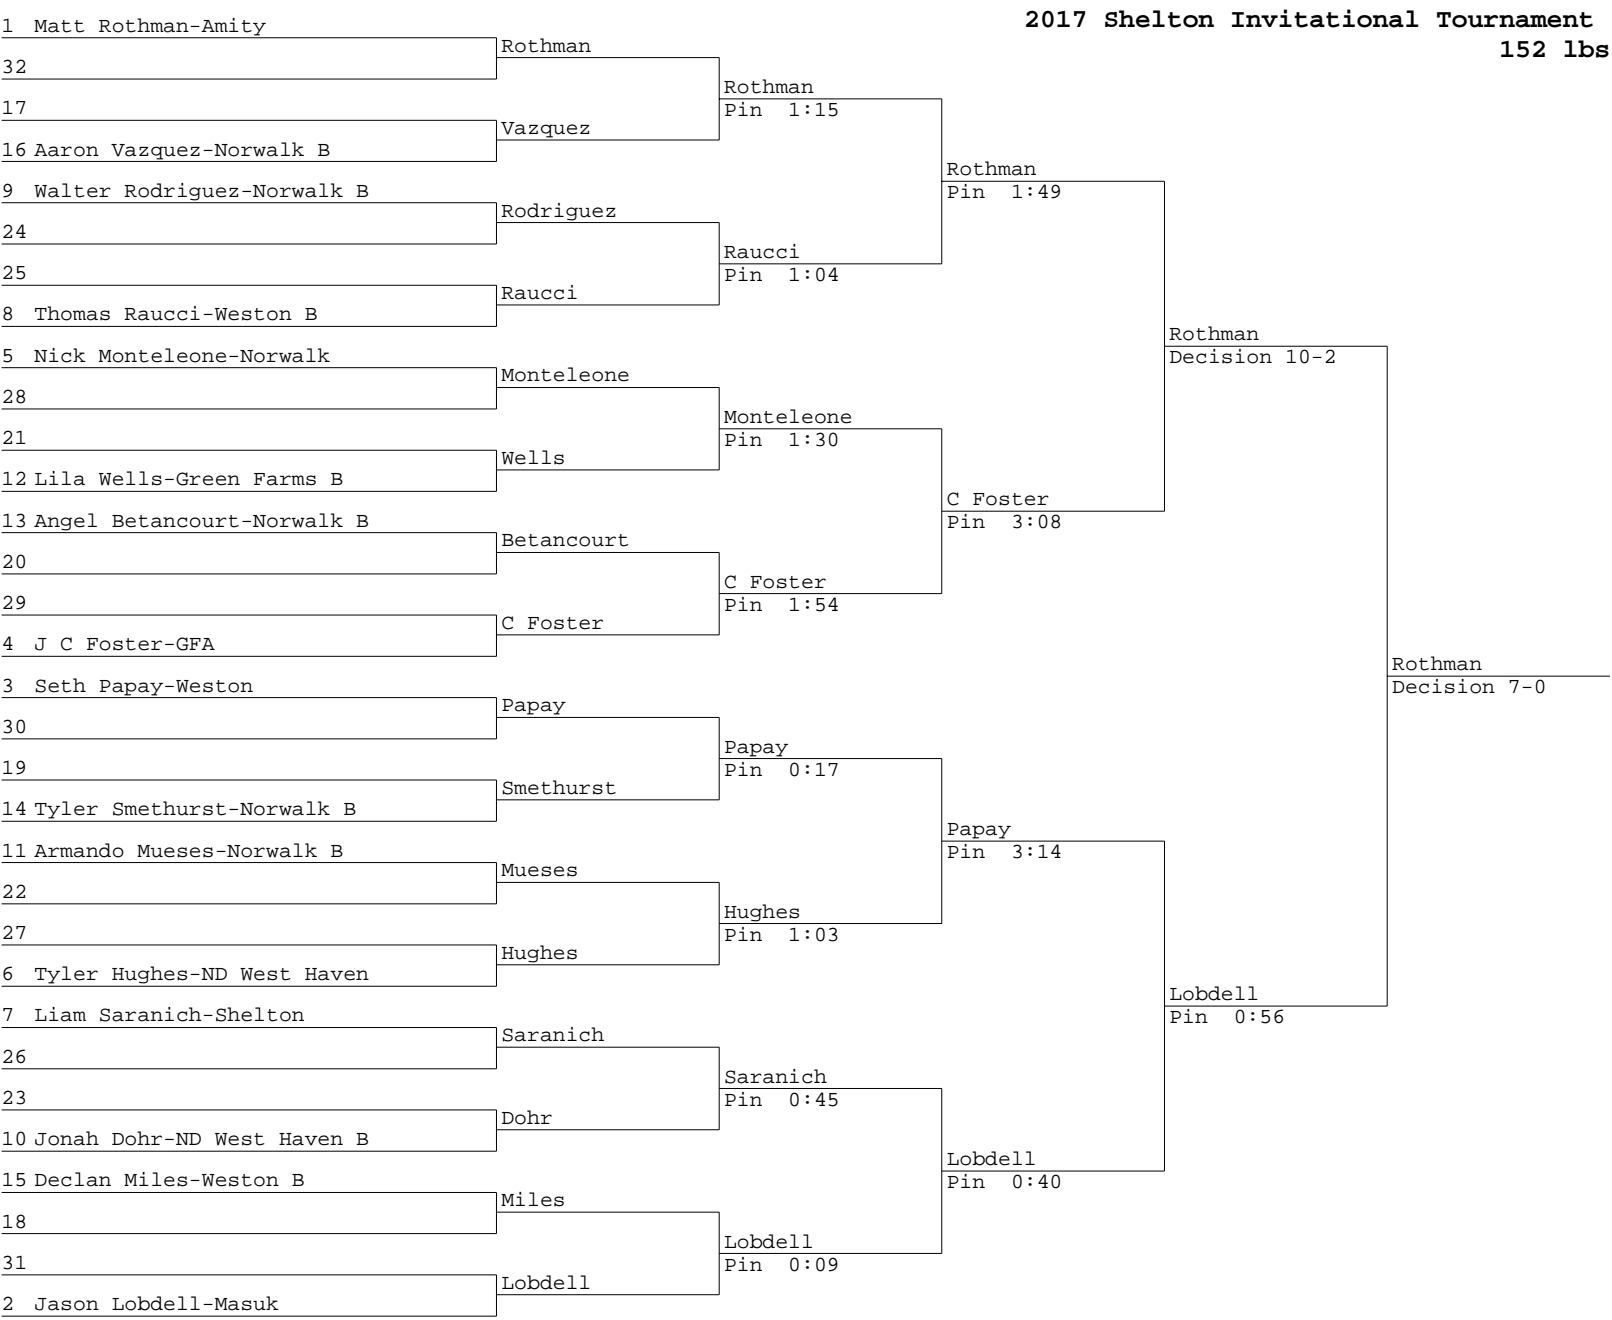 2017 Shelton Invitational Tournament
152 lbs
1 Matt Rothman-Amity
32
17
16 Aaron Vazquez-Norwalk B
9 Walter Rodriguez-Norwalk B
24
25
8 Thomas Raucci-Weston B
5 Nick Monteleone-Norwalk
28
21
12 Lila Wells-Green Farms B
13 Angel Betancourt-Norwalk B
20
29
4 J C Foster-GFA
3 Seth Papay-Weston
30
19
14 Tyler Smethurst-Norwalk B
11 Armando Mueses-Norwalk B
22
27
6 Tyler Hughes-ND West Haven
7 Liam Saranich-Shelton
26
23
10 Jonah Dohr-ND West Haven B
15 Declan Miles-Weston B
18
31
2 Jason Lobdell-Masuk
Rothman
Vazquez
Rodriguez
Raucci
Monteleone
Wells
Betancourt
C Foster
Papay
Smethurst
Mueses
Hughes
Saranich
Dohr
Miles
Lobdell
Rothman
Pin 1:15
Raucci
Pin 1:04
Monteleone
Pin 1:30
C Foster
Pin 1:54
Papay
Pin 0:17
Hughes
Pin 1:03
Saranich
Pin 0:45
Lobdell
Pin 0:09
Rothman
Pin 1:49
C Foster
Pin 3:08
Papay
Pin 3:14
Lobdell
Pin 0:40
Rothman
Decision 10-2
Lobdell
Pin 0:56
Rothman
Decision 7-0